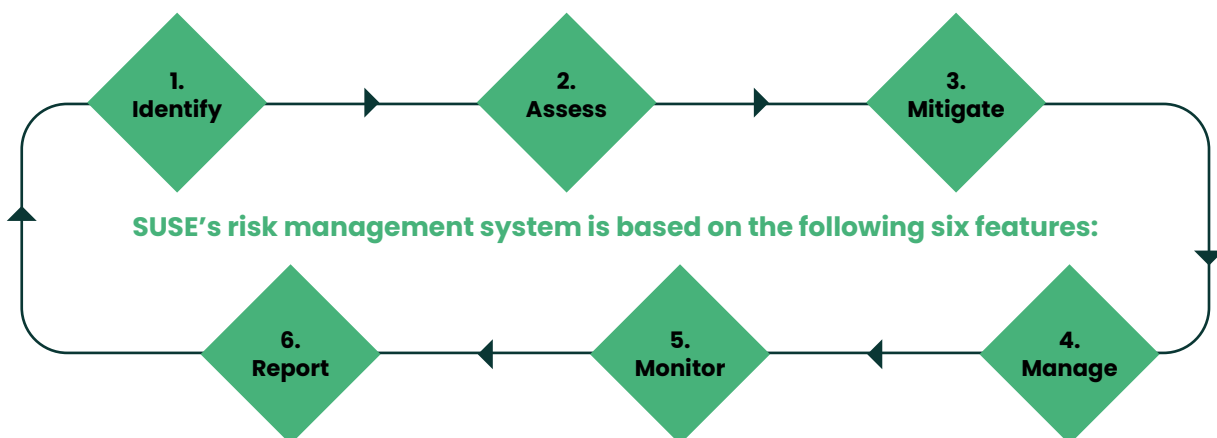 1.
Identify
2.
Assess
3.
Mitigate
SUSE’s risk management system is based on the following six features:
6.
Report
5.
Monitor
4.
Manage